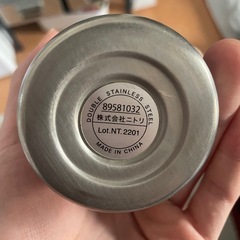 DOUBLE STAINLESS STEEL
89581032
株式会社ニトリ
Lot.NT.2201
MADE IN CHINA